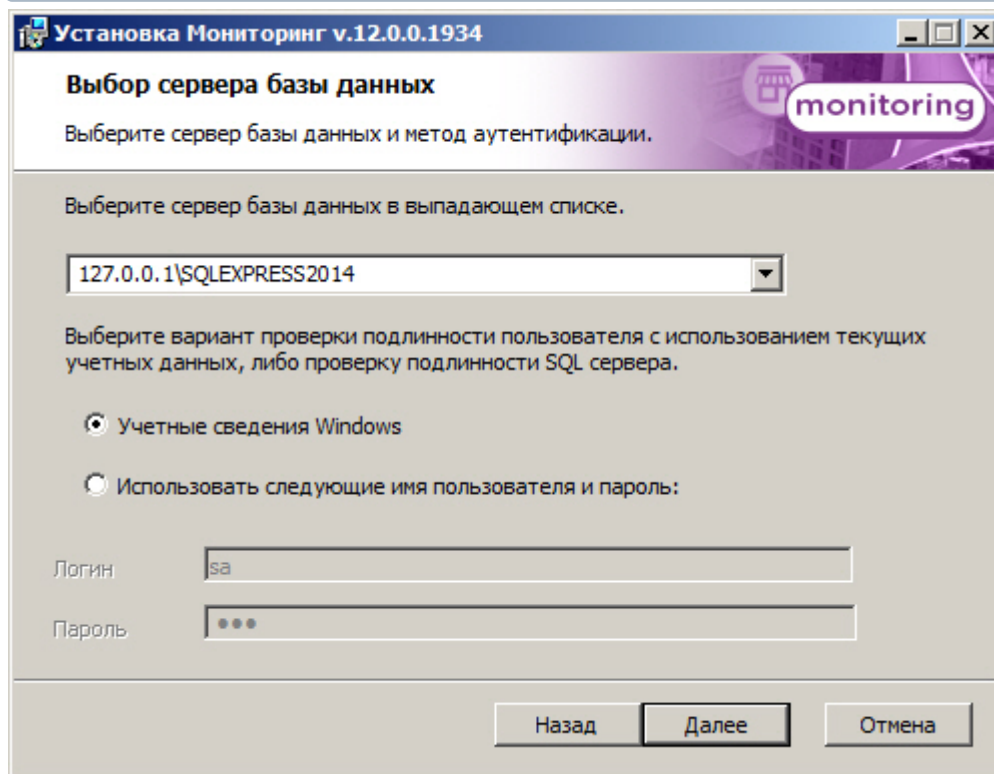 Установка Мониторинг v.12.0.0.1934
Выбор сервера базы данных
monitoring
Выберите сервер базы данных и метод аутентификации.
Выберите сервер базы данных в выпадающем списке.
127.0.0.1\SQLEXPRESS2014
Выберите вариант проверки подлинности пользователя с использованием текущих
учетных данных, либо проверку подлинности SQL сервера.
Учетные сведения Windows
Использовать следующие имя пользователя и пароль:
Логин
sa
Пароль
•••
Назад
Далее
Отмена